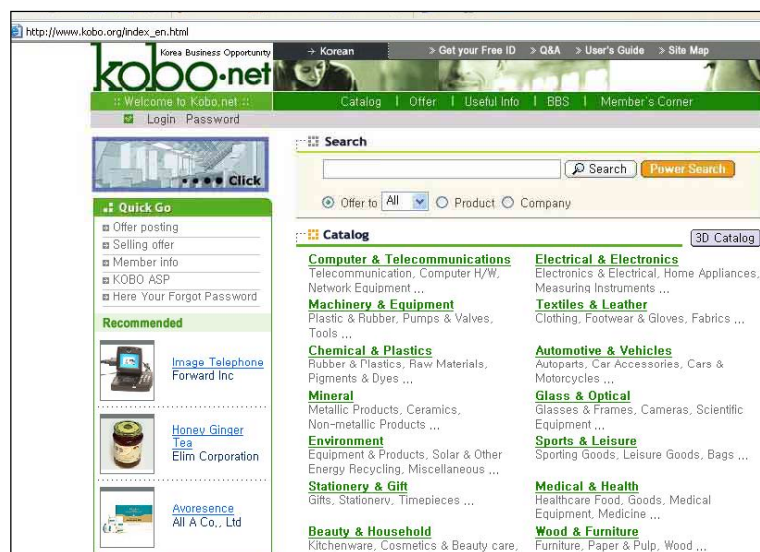 http://www.kobo.org/index_en.html
Korea Business Opportunity
kobo.net
→ Korean
> Get your Free ID > Q&A > User's Guide > Site Map
:: Welcome to Kobo.net ::
Catalog | Offer | Useful Info | BBS | Member's Corner
Login Password
Click
Search
Search Power Search
Offer to All Product Company
Quick Go
Offer posting
Selling offer
Member info
KOBO ASP
Here Your Forgot Password
Recommended
Image Telephone
Forward Inc
Honey Ginger
Tea
Elim Corporation
Avoresence
All A Co., Ltd
Catalog
3D Catalog
Computer & Telecommunications
Telecommunication, Computer H/W,
Network Equipment ...
Electrical & Electronics
Electronics & Electrical, Home Appliances,
Measuring Instruments ...
Machinery & Equipment
Plastic & Rubber, Pumps & Valves,
Tools ...
Textiles & Leather
Clothing, Footwear & Gloves, Fabrics ...
Chemical & Plastics
Rubber & Plastics, Raw Materials,
Pigments & Dyes ...
Automotive & Vehicles
Autoparts, Car Accessories, Cars &
Motorcycles ...
Mineral
Metallic Products, Ceramics,
Non-metallic Products ...
Glass & Optical
Glasses & Frames, Cameras, Scientific
Equipment ...
Environment
Equipment & Products, Solar & Other
Energy Recycling, Miscellaneous ...
Sports & Leisure
Sporting Goods, Leisure Goods, Bags ...
Stationery & Gift
Gifts, Stationery, Timepieces ...
Medical & Health
Healthcare Food, Goods, Medical
Equipment, Medicine ...
Beauty & Household
Kitchenware, Cosmetics & Beauty care,
Wood & Furniture
Furniture, Paper & Pulp, Wood ...